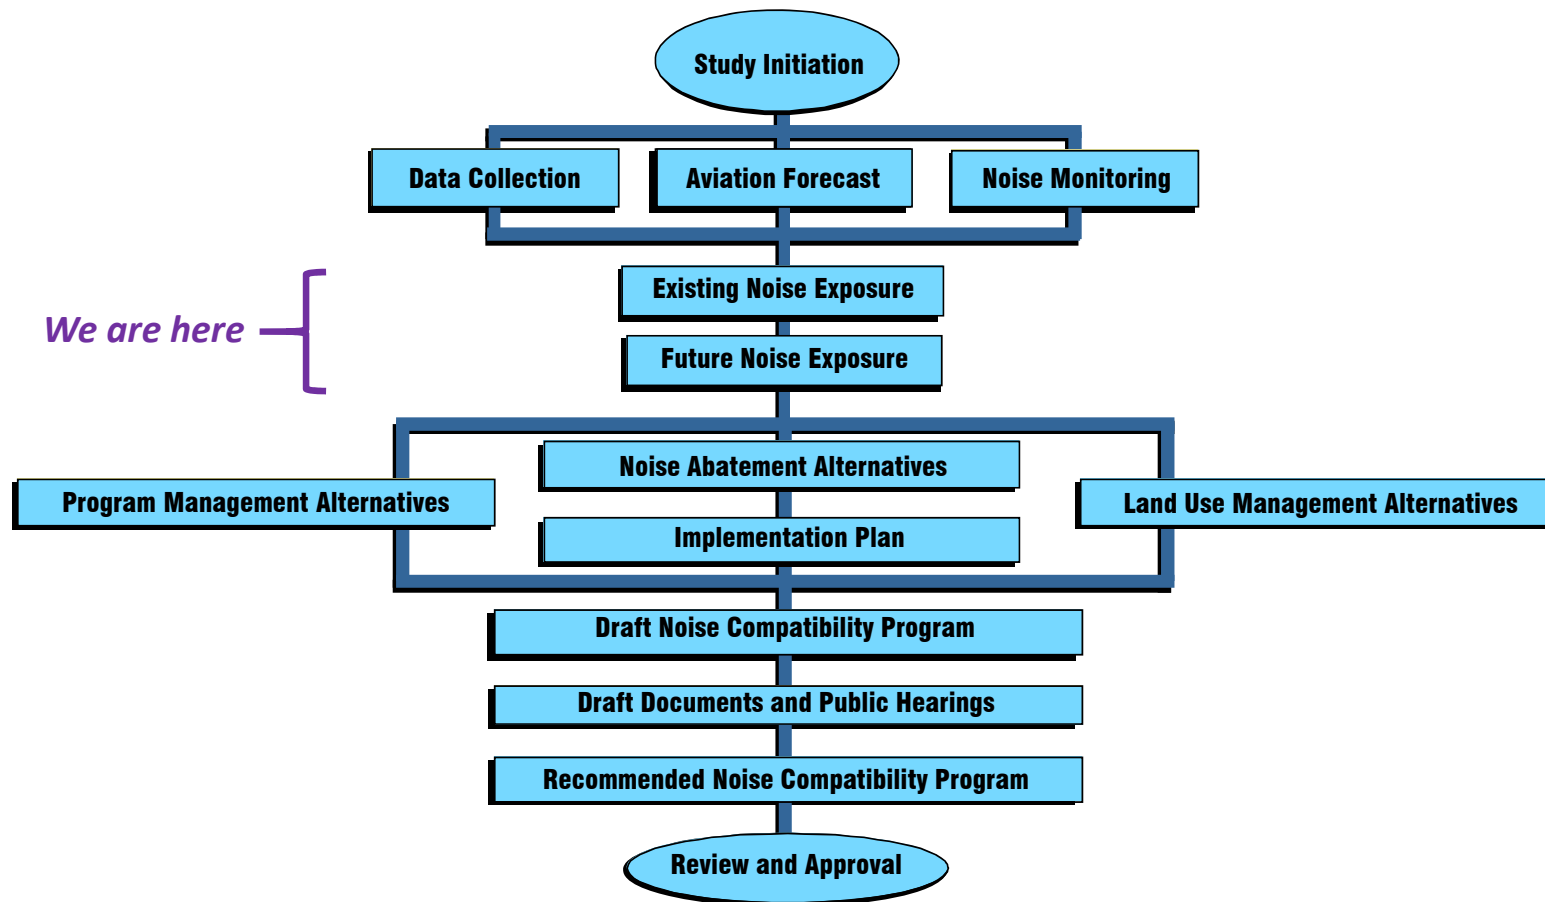 Study Initiation
Data Collection
Aviation Forecast
Noise Monitoring
Existing Noise Exposure
We are here
Future Noise Exposure
Noise Abatement Alternatives
Program Management Alternatives
Land Use Management Alternatives
Implementation Plan
Draft Noise Compatibility Program
Draft Documents and Public Hearings
Recommended Noise Compatibility Program
Review and Approval